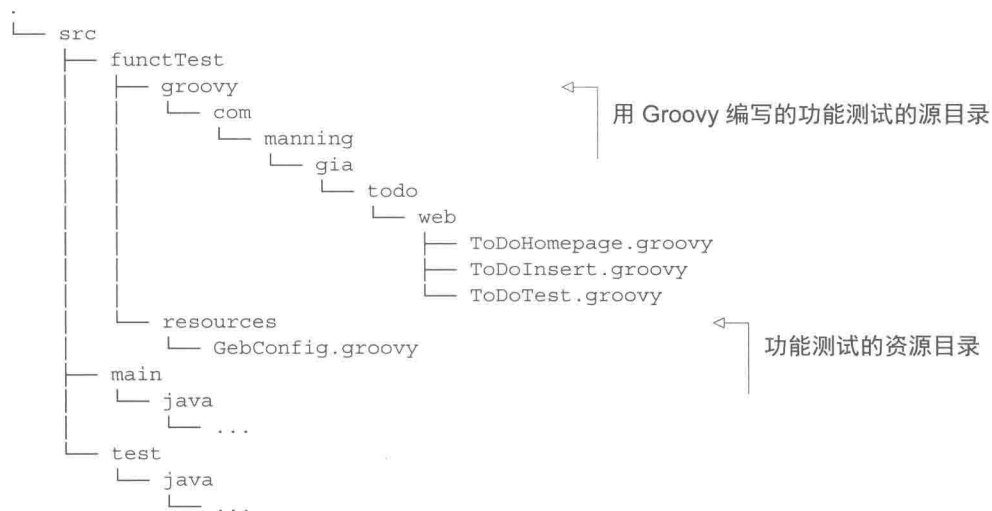 .
└── src
    ├── functTest
    │   ├── groovy
    │   │   └── com
    │   │       └── manning
    │   │           └── gia
    │   │               └── todo
    │   │                   └── web
    │   │                       ├── ToDoHomepage.groovy
    │   │                       ├── ToDoInsert.groovy
    │   │                       └── ToDoTest.groovy
    │   └── resources
    │       └── GebConfig.groovy
    ├── main
    │   └── java
    │       └── ...
    └── test
        └── java
            └── ...
用 Groovy 编写的功能测试的源目录
功能测试的资源目录